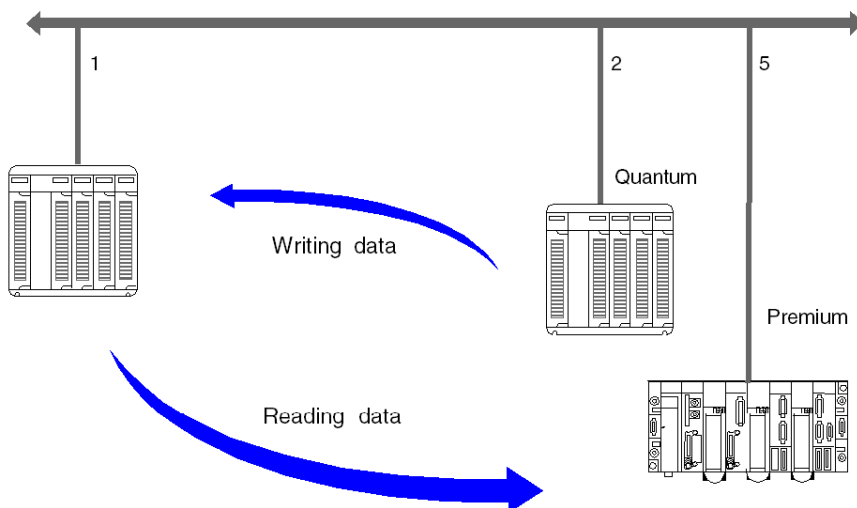 1
2
5
Quantum
Writing data
Premium
Reading data